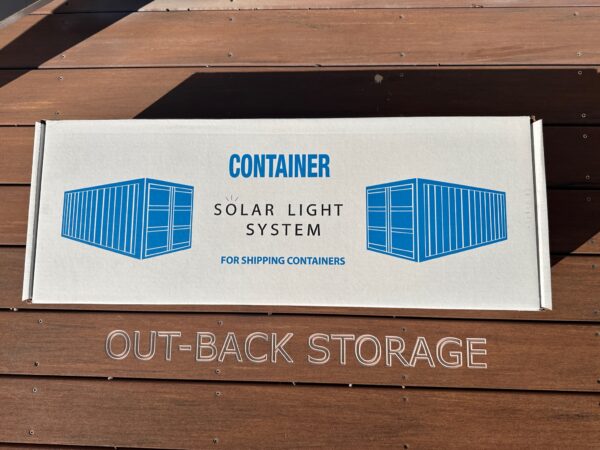 CONTAINER
SOLAR LIGHT
SYSTEM
FOR SHIPPING CONTAINERS
OUT-BACK STORAGE